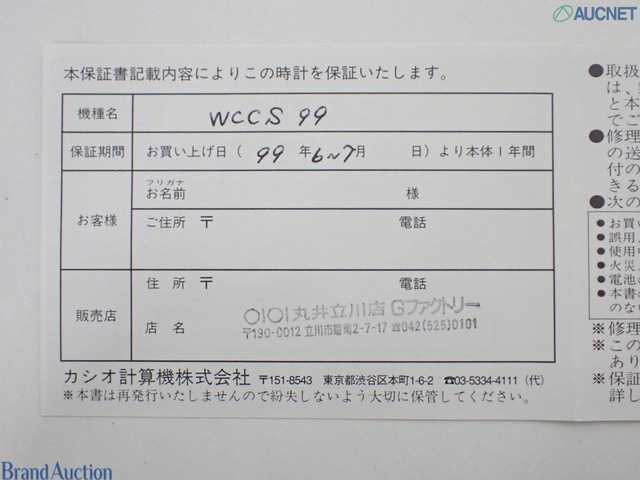 AUCNET
本保証書記載内容によりこの時計を保証いたします。
機種名 WCCS 99
保証期間 お買い上げ日( 99 年6~7月 日)より本体1年間
お客様
フリガナ
お名前 様
ご住所 〒 電話
販売店
住所 〒 電話
店名
OIOI丸井立川店 Gファクトリー
〒190-0012 立川市曙町2-7-17 ☎042(525)0101
カシオ計算機株式会社 〒151-8543 東京都渋谷区本町1-6-2 ☎03-5334-4111(代)
※本書は再発行いたしませんので紛失しないよう大切に保管してください。
●取扱
は、
と本
でご
●修理
の送
付の
きる
●次の
●お買い
●誤用、
●使用中
●火災、
●電池の
●本書の
のない
※修理
※この
あり
※保証
詳し
Brand Auction